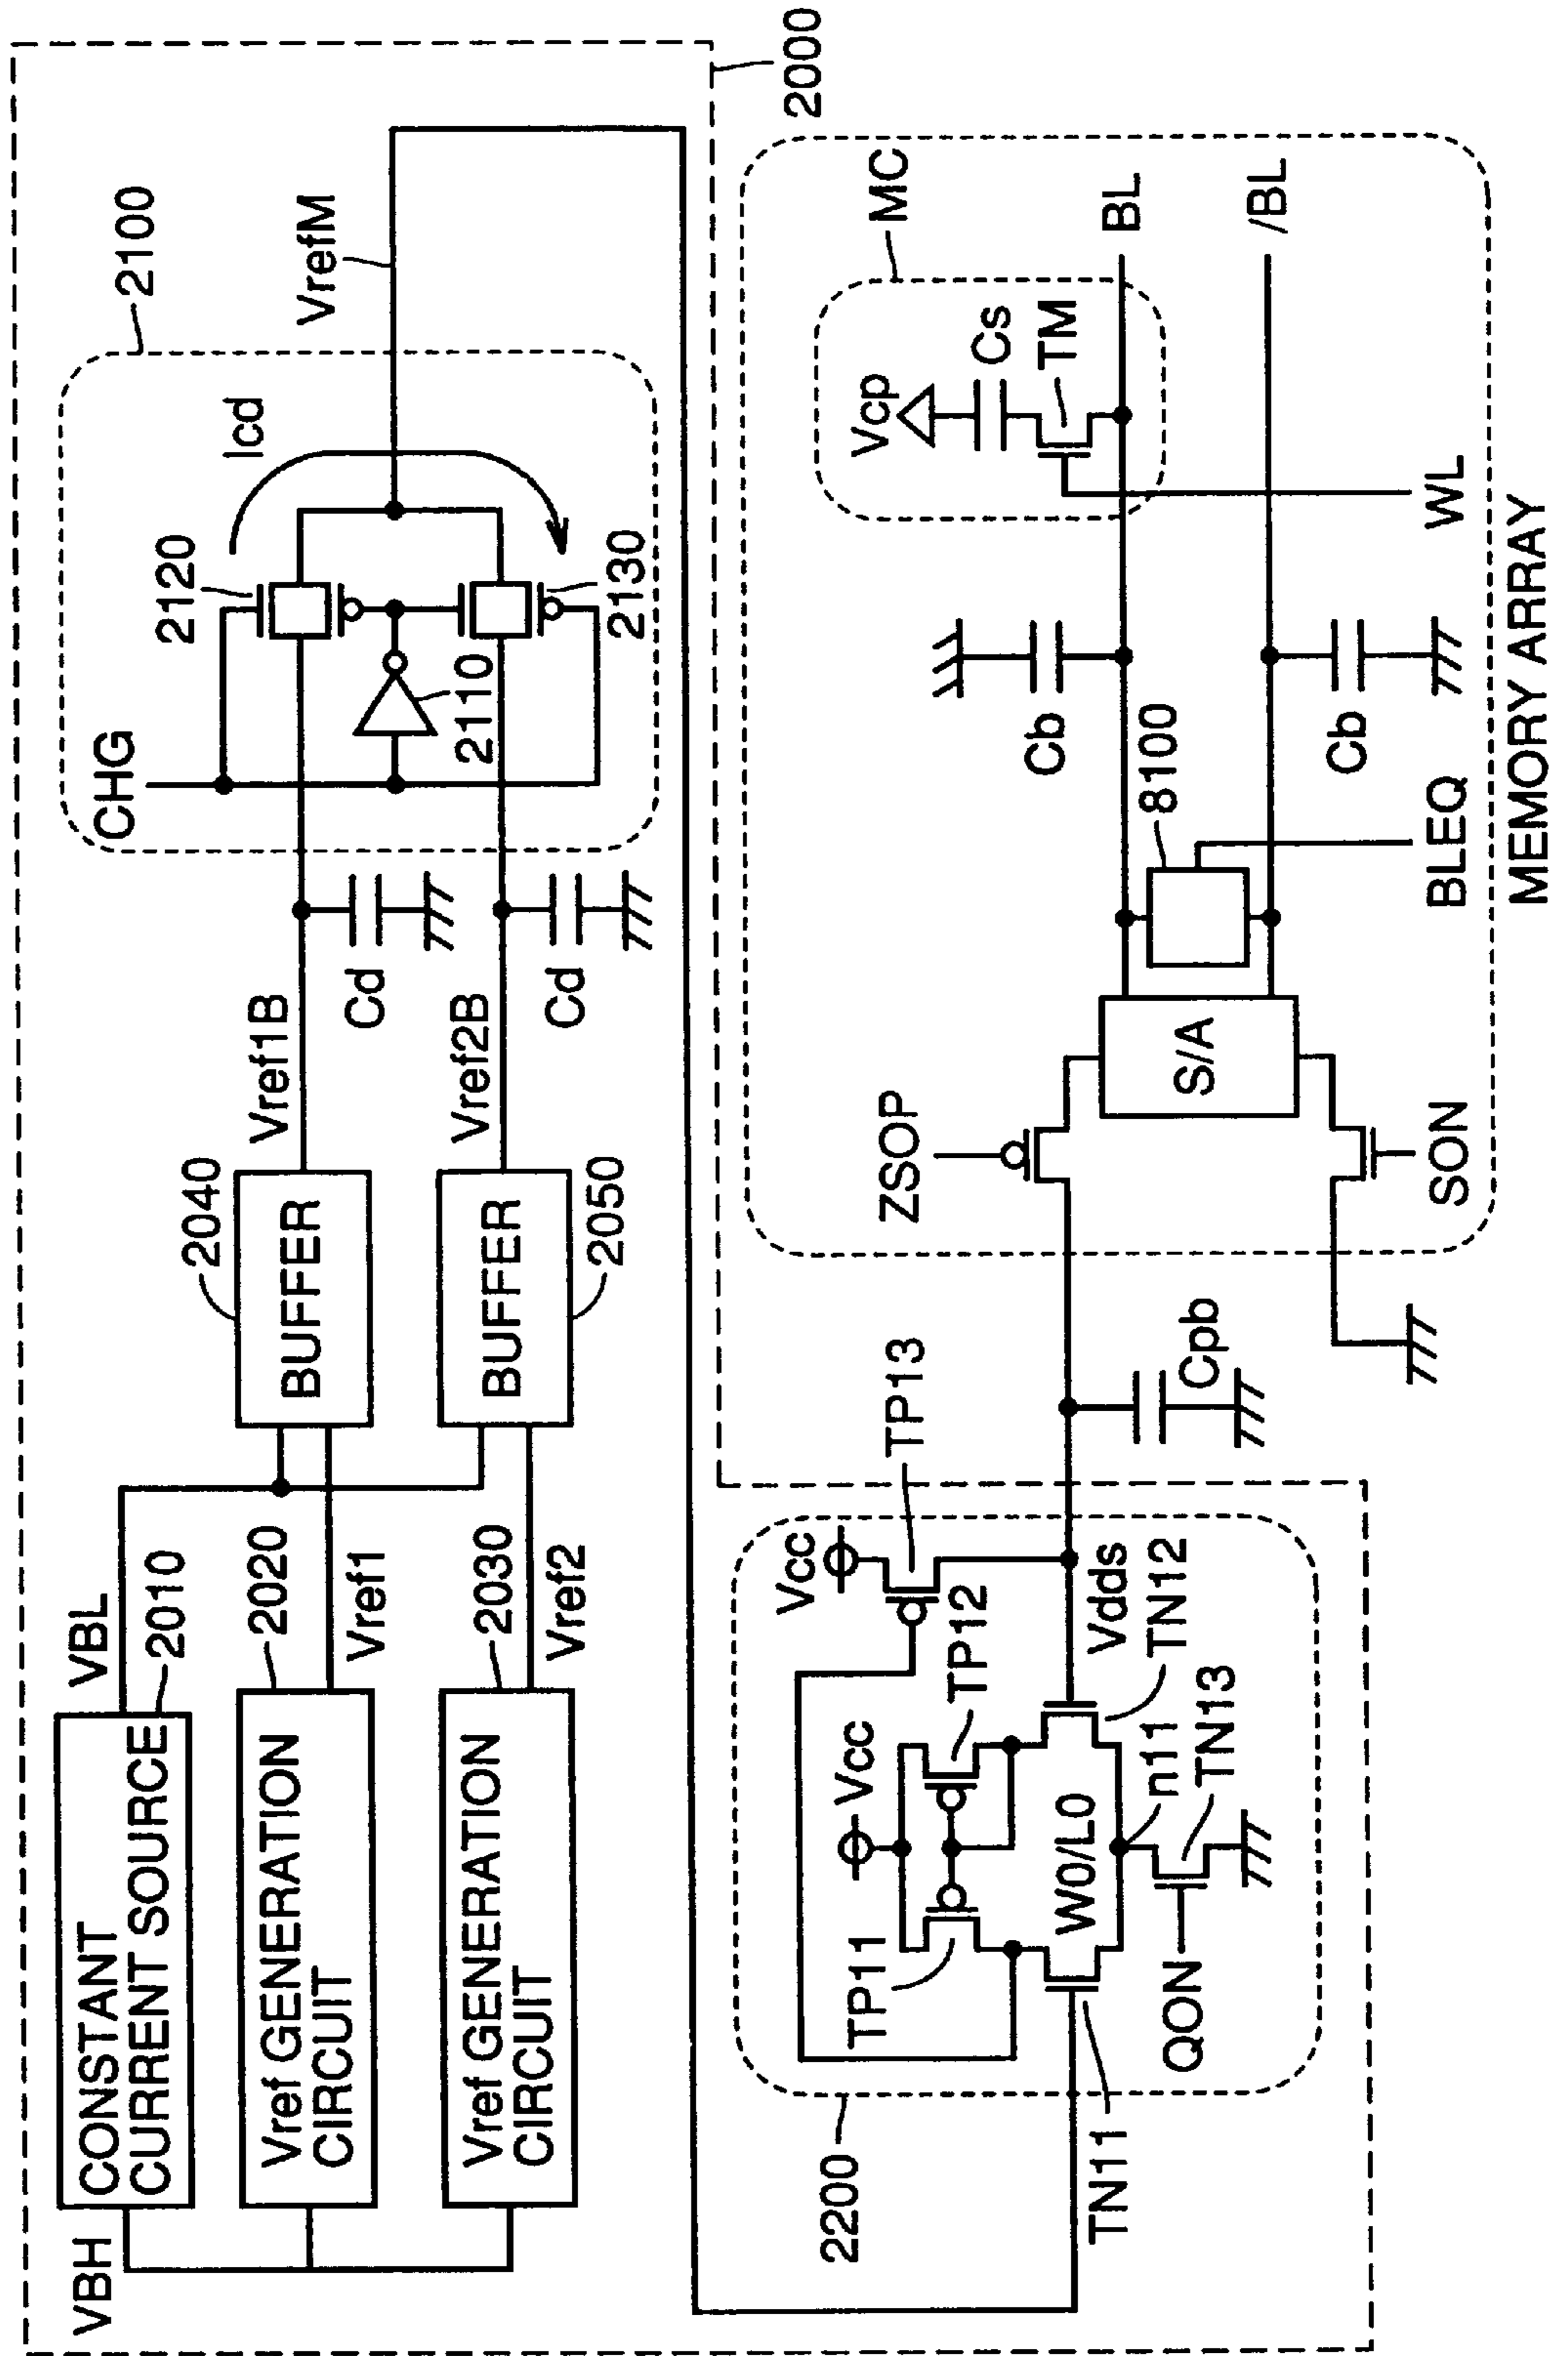 VBH
CONSTANT
CURRENT SOURCE
VBL
2010
Vref GENERATION
CIRCUIT
2020
Vref1
Vref GENERATION
CIRCUIT
2030
Vref2
2040
BUFFER
BUFFER
2050
Vref1B
Cd
Vref2B
Cd
CHG
2110
2120
2130
Icd
2100
VrefM
2000
2200
TN11
TP11
Vcc
TP12
W0/L0
QON
n11
TN13
TN12
Vcc
TP13
Vdds
Cpb
ZSOP
SON
S/A
8100
BLEQ
Cb
Cb
Vcp
Cs
TM
MC
BL
/BL
WL
MEMORY ARRAY